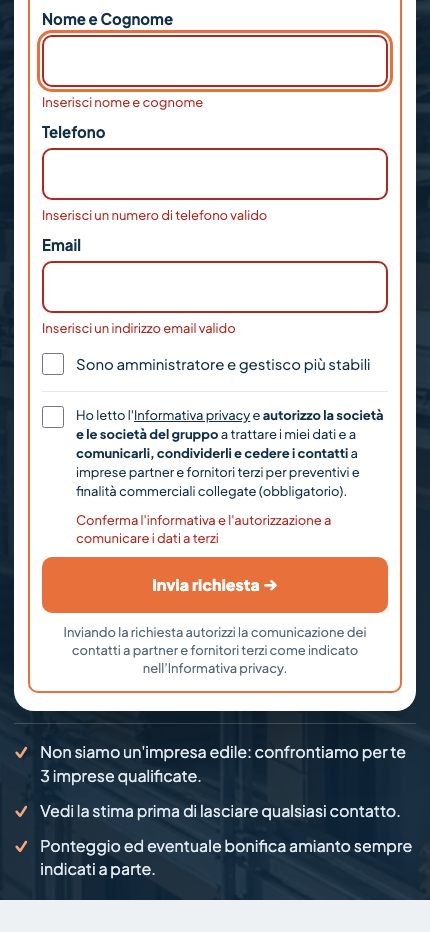 Nome e Cognome
Inserisci nome e cognome
Telefono
Inserisci un numero di telefono valido
Email
Inserisci un indirizzo email valido
Sono amministratore e gestisco più stabili
Ho letto l'Informativa privacy e autorizzo la società
e le società del gruppo a trattare i miei dati e a
comunicarli, condividerli e cedere i contatti a
imprese partner e fornitori terzi per preventivi e
finalità commerciali collegate (obbligatorio).
Conferma l'informativa e l'autorizzazione a
comunicare i dati a terzi
Invia richiesta →
Inviando la richiesta autorizzi la comunicazione dei
contatti a partner e fornitori terzi come indicato
nell'Informativa privacy.
Non siamo un'impresa edile: confrontiamo per te
3 imprese qualificate.
Vedi la stima prima di lasciare qualsiasi contatto.
Ponteggio ed eventuale bonifica amianto sempre
indicati a parte.